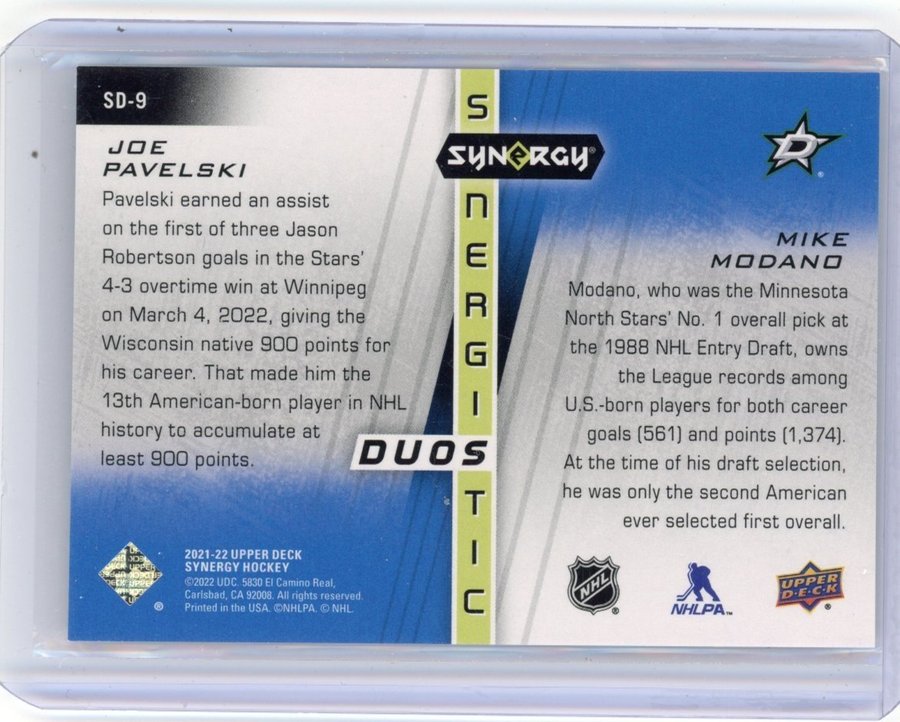 SD-9
SYNERGY®
SYNERGISTIC
DUOS
D
JOE
PAVELSKI
Pavelski earned an assist
on the first of three Jason
Robertson goals in the Stars'
4-3 overtime win at Winnipeg
on March 4, 2022, giving the
Wisconsin native 900 points for
his career. That made him the
13th American-born player in NHL
history to accumulate at
least 900 points.
MIKE
MODANO
Modano, who was the Minnesota
North Stars' No. 1 overall pick at
the 1988 NHL Entry Draft, owns
the League records among
U.S.-born players for both career
goals (561) and points (1,374).
At the time of his draft selection,
he was only the second American
ever selected first overall.
2021-22 UPPER DECK
SYNERGY HOCKEY
©2022 UDC. 5830 El Camino Real,
Carlsbad, CA 92008. All rights reserved.
Printed in the USA. ©NHLPA. © NHL.
NHL
NHLPA™
UPPER
DECK